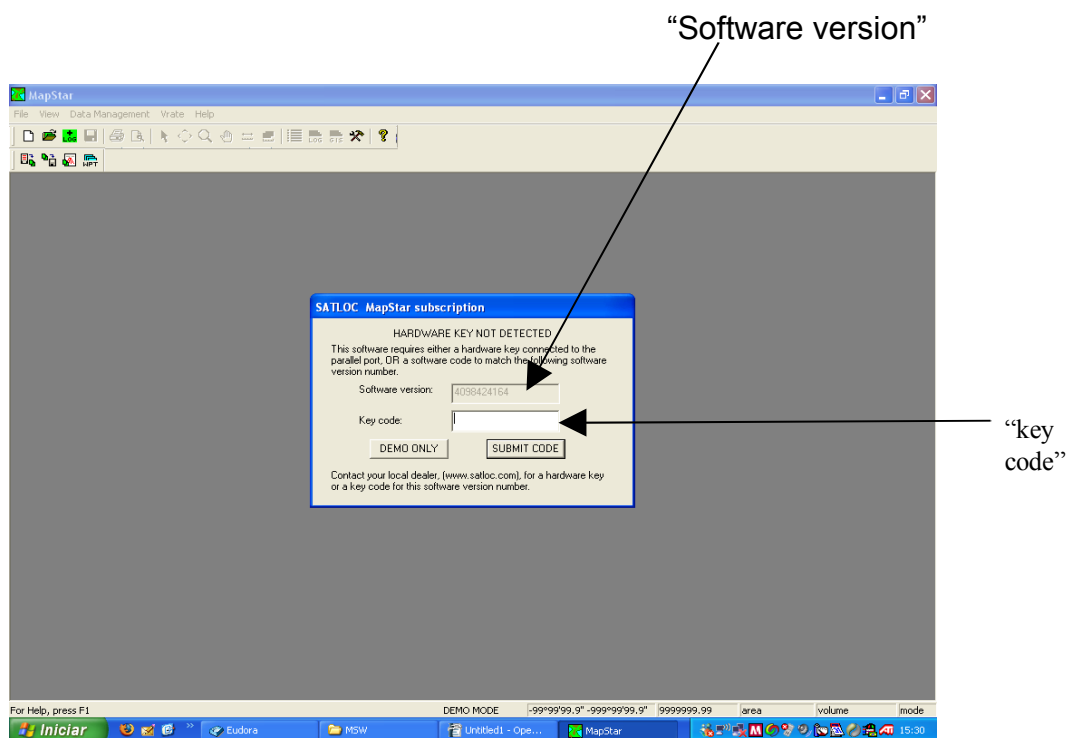 “Software version”
MapStar
File View Data Management Vrate Help
LOG GIS
WPT
SATLOC MapStar subscription
HARDWARE KEY NOT DETECTED
This software requires either a hardware key connected to the
parallel port, OR a software code to match the following software
version number.
Software version: 4098424164
Key code:
DEMO ONLY SUBMIT CODE
Contact your local dealer, (www.satloc.com), for a hardware key
or a key code for this software version number.
“key
code”
For Help, press F1 DEMO MODE -99°99'99.9" -999°99'99.9" 9999999.99 area volume mode
Iniciar Eudora MSW Untitled1 - Ope... MapStar 15:30